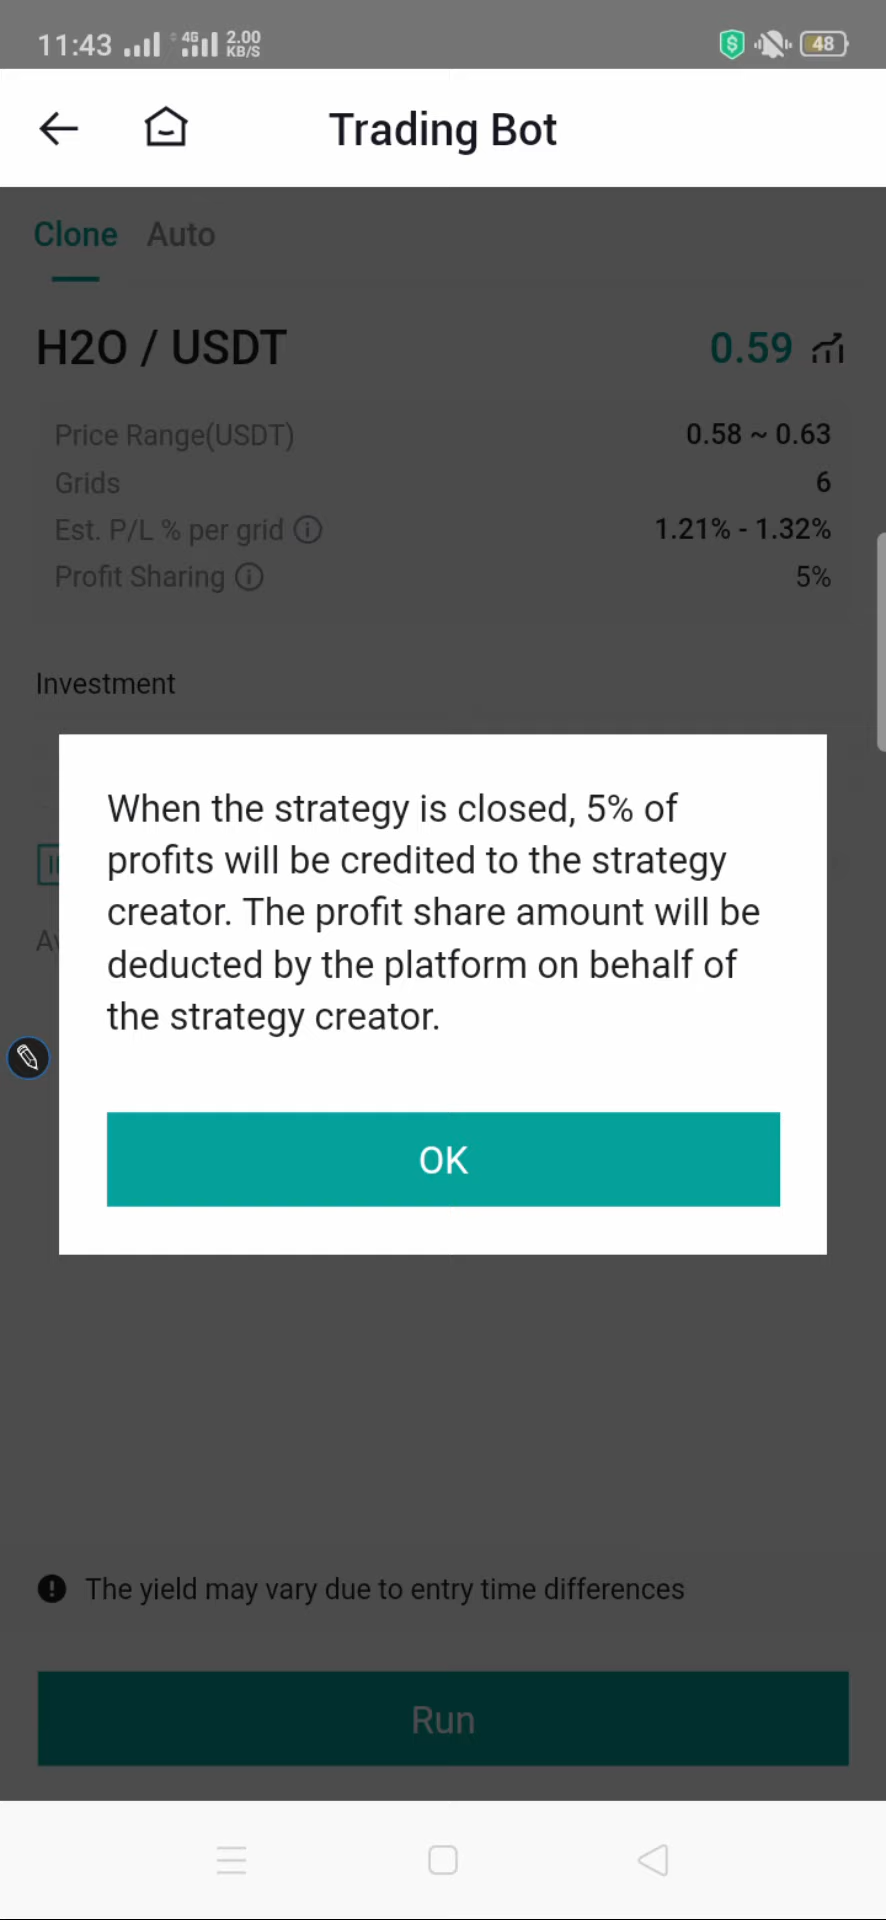 11:43 4G 2.00 KB/S 48
Trading Bot
Clone Auto
H2O / USDT 0.59
Price Range(USDT) 0.58 ~ 0.63
Grids 6
Est. P/L % per grid 1.21% - 1.32%
Profit Sharing 5%
Investment
When the strategy is closed, 5% of
profits will be credited to the strategy
creator. The profit share amount will be
deducted by the platform on behalf of
the strategy creator.
OK
The yield may vary due to entry time differences
Run